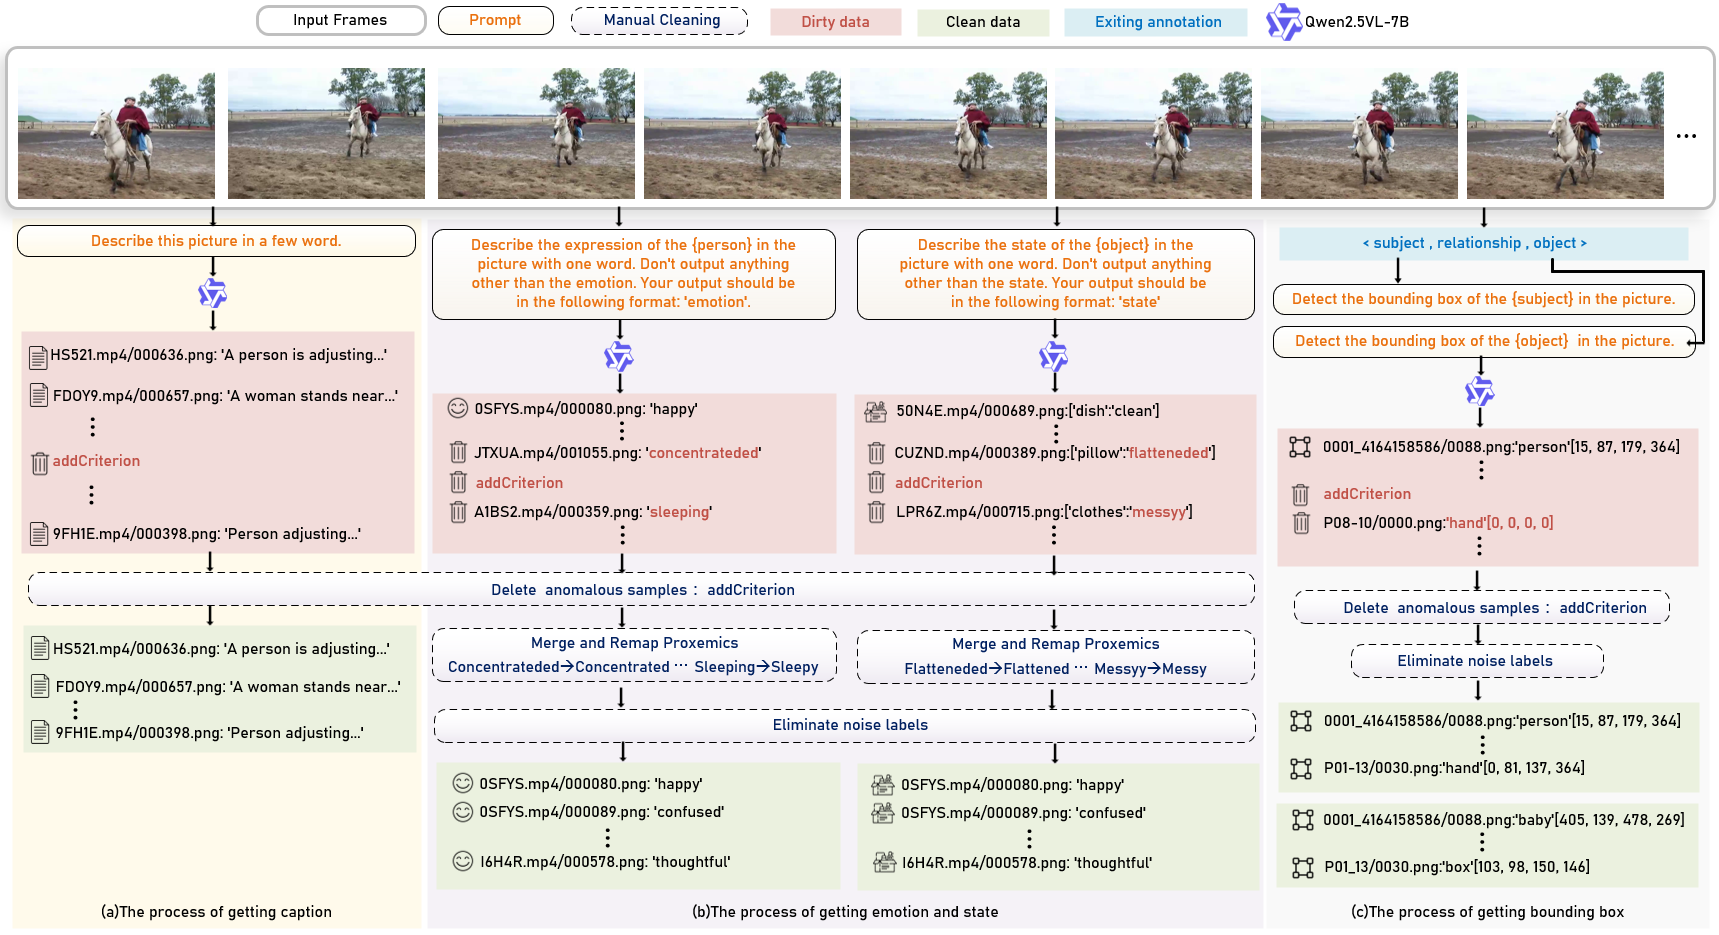 Input Frames
Prompt
Manual Cleaning
Dirty data
Clean data
Exiting annotation
Qwen2.5VL-7B
...
Describe this picture in a few word.
HS521.mp4/000636.png: 'A person is adjusting...'
FDOY9.mp4/000657.png: 'A woman stands near...'
addCriterion
9FH1E.mp4/000398.png: 'Person adjusting...'
Describe the expression of the {person} in the
picture with one word. Don't output anything
other than the emotion. Your output should be
in the following format: 'emotion'.
0SFYS.mp4/000080.png: 'happy'
JTXUA.mp4/001055.png: 'concentrateded'
addCriterion
A1BS2.mp4/000359.png: 'sleeping'
Describe the state of the {object} in the
picture with one word. Don't output anything
other than the state. Your output should be
in the following format: 'state'
50N4E.mp4/000689.png:['dish':'clean']
CUZND.mp4/000389.png:['pillow':'flatteneded']
addCriterion
LPR6Z.mp4/000715.png:['clothes':'messyy']
Delete anomalous samples : addCriterion
HS521.mp4/000636.png: 'A person is adjusting...'
FDOY9.mp4/000657.png: 'A woman stands near...'
9FH1E.mp4/000398.png: 'Person adjusting...'
Merge and Remap Proxemics
Concentrateded→Concentrated ··· Sleeping→Sleepy
Merge and Remap Proxemics
Flatteneded→Flattened ··· Messyy→Messy
Eliminate noise labels
0SFYS.mp4/000080.png: 'happy'
0SFYS.mp4/000089.png: 'confused'
I6H4R.mp4/000578.png: 'thoughtful'
0SFYS.mp4/000080.png: 'happy'
0SFYS.mp4/000089.png: 'confused'
I6H4R.mp4/000578.png: 'thoughtful'
< subject , relationship , object >
Detect the bounding box of the {subject} in the picture.
Detect the bounding box of the {object} in the picture.
0001_4164158586/0088.png:'person'[15, 87, 179, 364]
addCriterion
P08-10/0000.png:'hand'[0, 0, 0, 0]
Delete anomalous samples : addCriterion
Eliminate noise labels
0001_4164158586/0088.png:'person'[15, 87, 179, 364]
P01-13/0030.png:'hand'[0, 81, 137, 364]
0001_4164158586/0088.png:'baby'[405, 139, 478, 269]
P01_13/0030.png:'box'[103, 98, 150, 146]
(a)The process of getting caption
(b)The process of getting emotion and state
(c)The process of getting bounding box